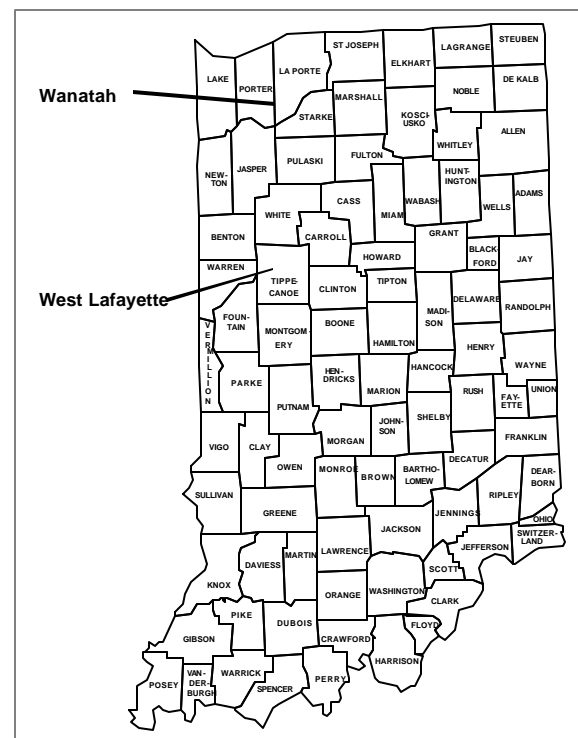 STEUBEN
ST JOSEPH
LAGRANGE
ELKHART
LA PORTE
LAKE
PORTER
DE KALB
NOBLE
Wanatah
MARSHALL
KOSCI-
USKO
STARKE
ALLEN
WHITLEY
FULTON
PULASKI
JASPER
NEW-
TON
HUNT-
INGTON
WABASH
ADAMS
WELLS
CASS
MIAM
WHITE
CARROLL
GRANT
BENTON
BLACK-
FORD
HOWARD
JAY
WARREN
TIPPE-
CANOE
TIPTON
CLINTON
West Lafayette
DELAWARE
MADI-
SON
RANDOLPH
FOUN-
TAIN
BOONE
MONTGOM-
ERY
HAMILTON
HENRY
VERMILLION
WAYNE
HANCOCK
HEN-
DRICKS
PARKE
MARION
UNION
RUSH
FAY-
ETTE
PUTNAM
SHELBY
JOHN-
SON
FRANKLIN
MORGAN
VIGO
CLAY
DECATUR
OWEN
MONROE
BROWN
BARTHO-
LOMEW
DEAR-
BORN
RIPLEY
SULLIVAN
GREENE
JENNINGS
JACKSON
OHIO
SWITZER-
LAND
JEFFERSON
LAWRENCE
MARTIN
DAVIESS
SCOTT
KNOX
WASHINGTON
ORANGE
CLARK
PIKE
DUBOIS
FLOYD
CRAWFORD
GIBSON
HARRISON
WARRICK
PERRY
VAN-
DER-
BURGH
POSEY
SPENCER